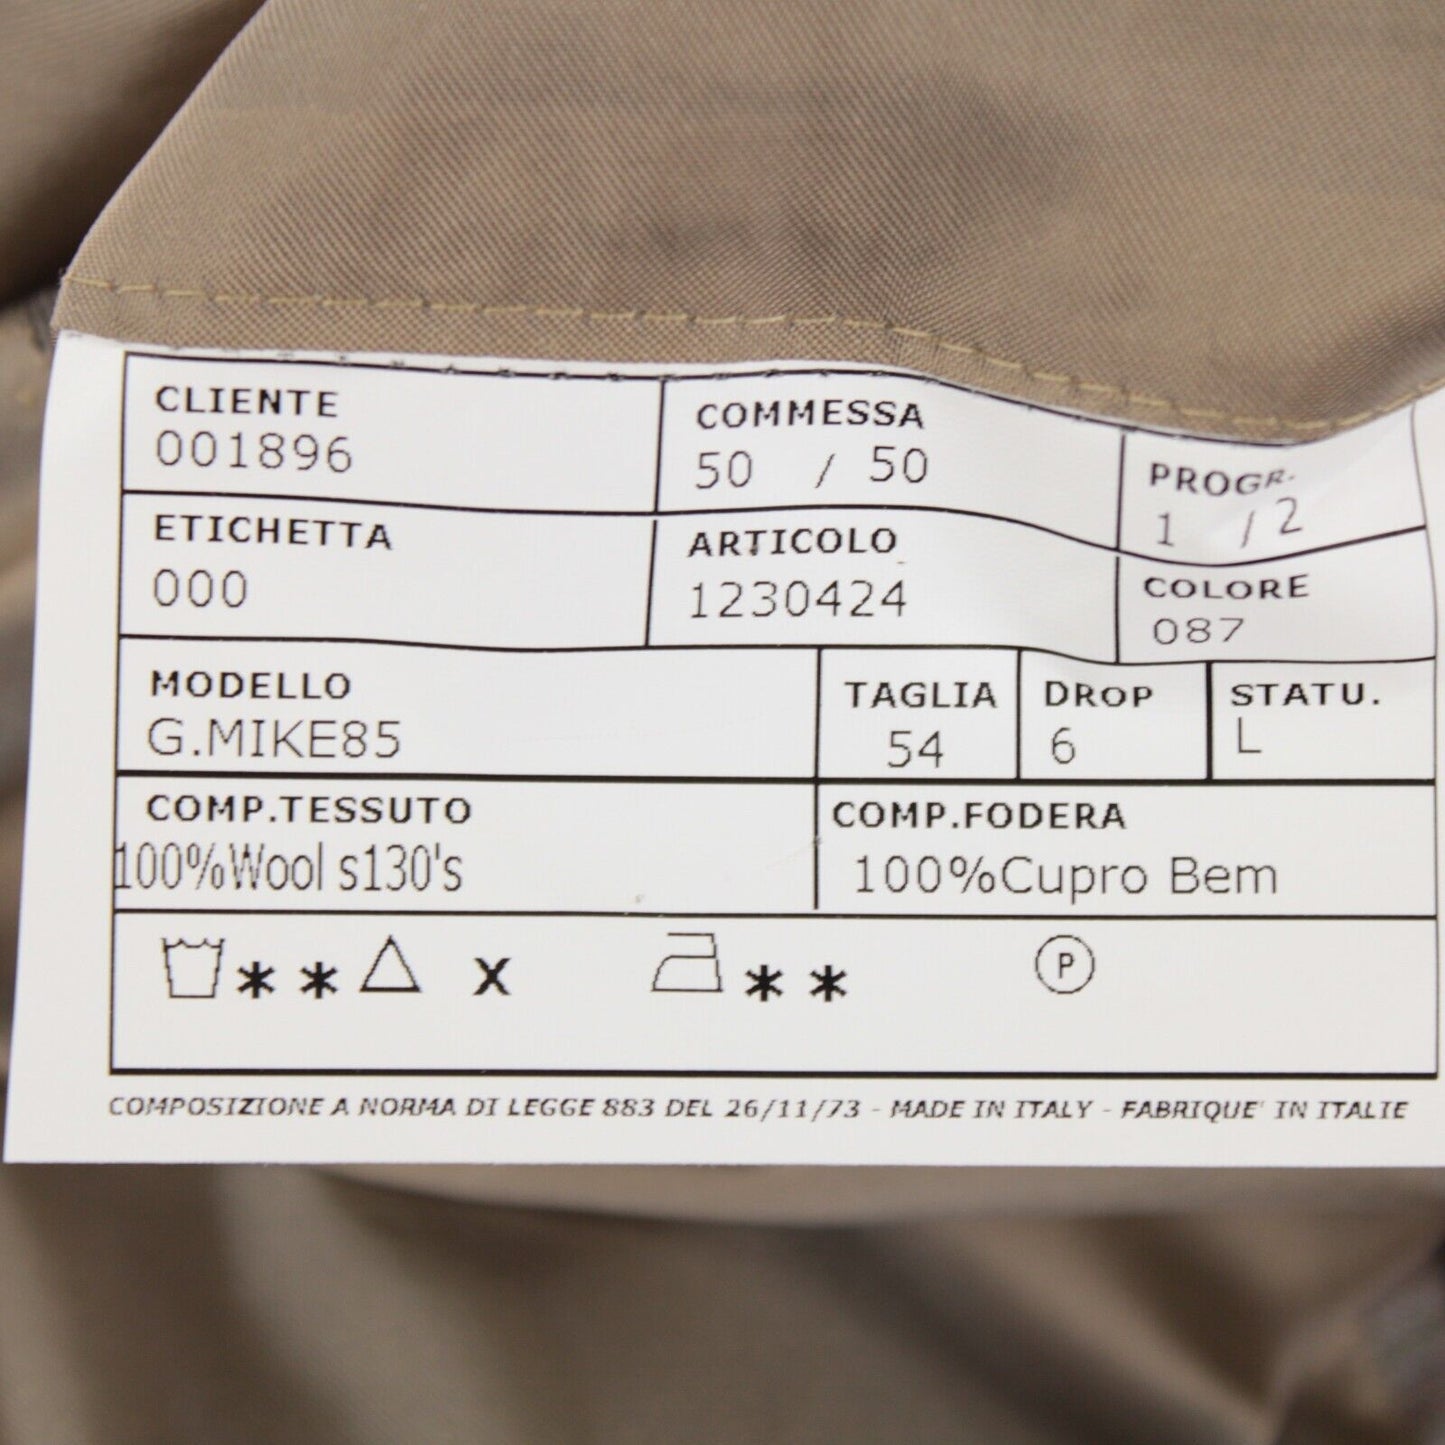 CLIENTE COMMESSA PROGR.
001896 50 / 50 1 / 2
ETICHETTA ARTICOLO COLORE
000 1230424 087
MODELLO TAGLIA DROP STATU.
G.MIKE85 54 6 L
COMP.TESSUTO COMP.FODERA
100%Wool s130's 100%Cupro Bem
* * X * * P
COMPOSIZIONE A NORMA DI LEGGE 883 DEL 26/11/73 - MADE IN ITALY - FABRIQUE' IN ITALIE